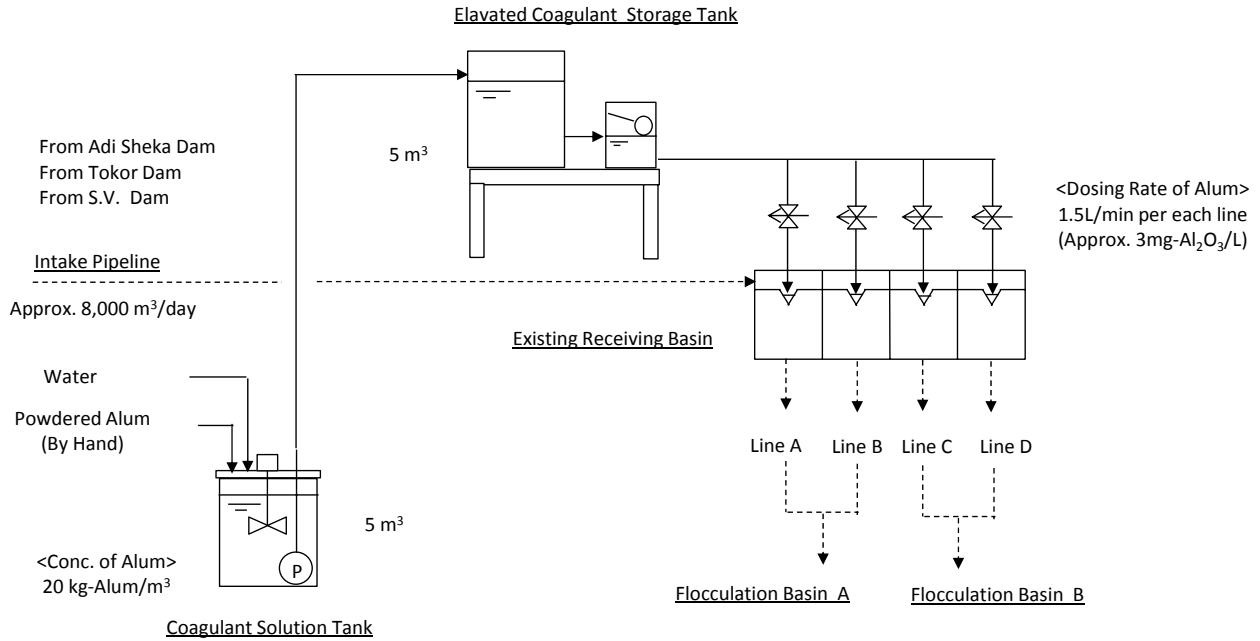 Elavated Coagulant Storage Tank
From Adi Sheka Dam
From Tokor Dam
From S.V. Dam
5 m³
<Dosing Rate of Alum>
1.5L/min per each line
(Approx. 3mg-Al₂O₃/L)
Intake Pipeline
Approx. 8,000 m³/day
Existing Receiving Basin
Water
Powdered Alum
(By Hand)
Line A
Line B
Line C
Line D
5 m³
<Conc. of Alum>
20 kg-Alum/m³
P
Flocculation Basin A
Flocculation Basin B
Coagulant Solution Tank